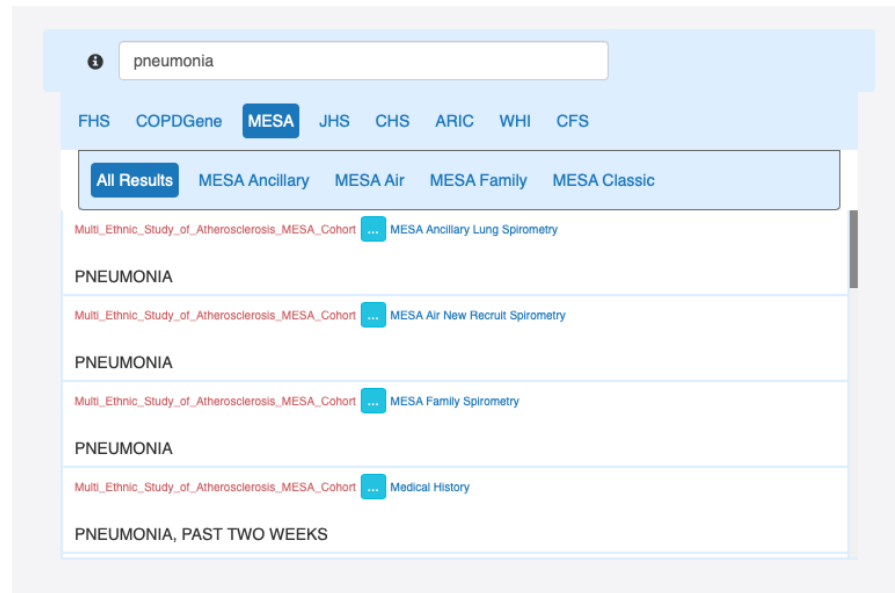 pneumonia
FHS COPDGene MESA JHS CHS ARIC WHI CFS
All Results MESA Ancillary MESA Air MESA Family MESA Classic
Multi_Ethnic_Study_of_Atherosclerosis_MESA_Cohort ... MESA Ancillary Lung Spirometry
PNEUMONIA
Multi_Ethnic_Study_of_Atherosclerosis_MESA_Cohort ... MESA Air New Recruit Spirometry
PNEUMONIA
Multi_Ethnic_Study_of_Atherosclerosis_MESA_Cohort ... MESA Family Spirometry
PNEUMONIA
Multi_Ethnic_Study_of_Atherosclerosis_MESA_Cohort ... Medical History
PNEUMONIA, PAST TWO WEEKS